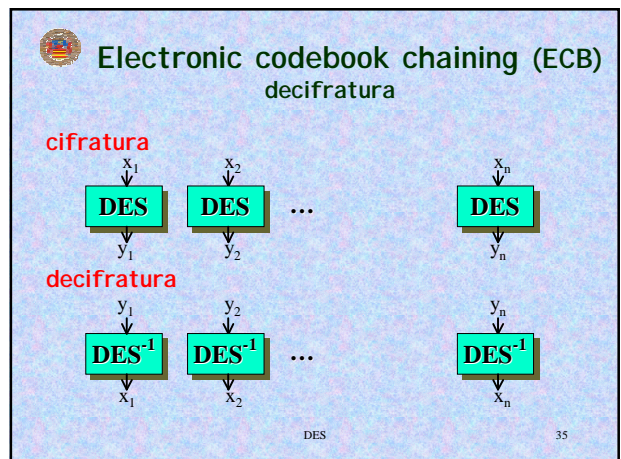 Electronic codebook chaining (ECB)
decifratura
cifratura
x1 x2 xn
DES DES ... DES
y1 y2 yn
decifratura
y1 y2 yn
DES-1 DES-1 ... DES-1
x1 x2 xn
DES 35